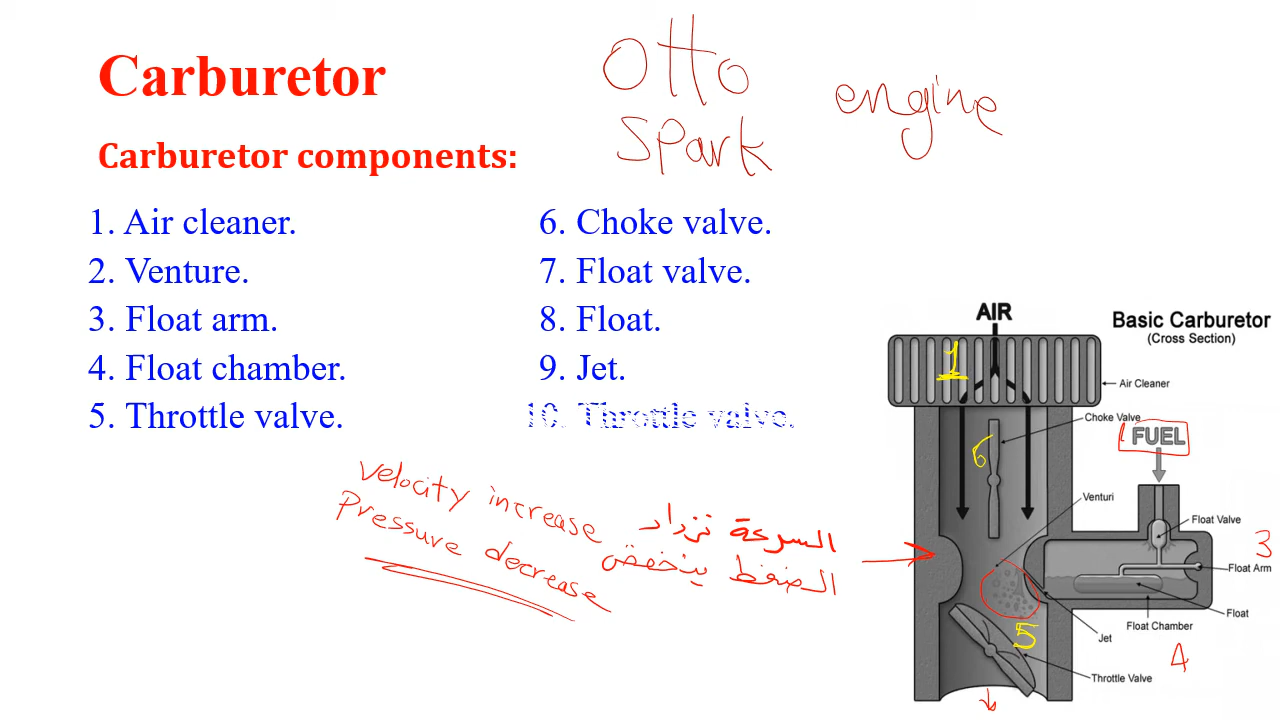 Carburetor
Otto
engine
Spark
Carburetor components:
1. Air cleaner.
2. Venture.
3. Float arm.
4. Float chamber.
5. Throttle valve.
6. Choke valve.
7. Float valve.
8. Float.
9. Jet.
10. Throttle valve.
velocity increase السرعة تزداد
Pressure decrease الضغط ينخفض
AIR
Basic Carburetor
(Cross Section)
1
Air Cleaner
Choke Valve
FUEL
6
Venturi
Float Valve
3
Float Arm
Float
Float Chamber
5
Jet
4
Throttle Valve